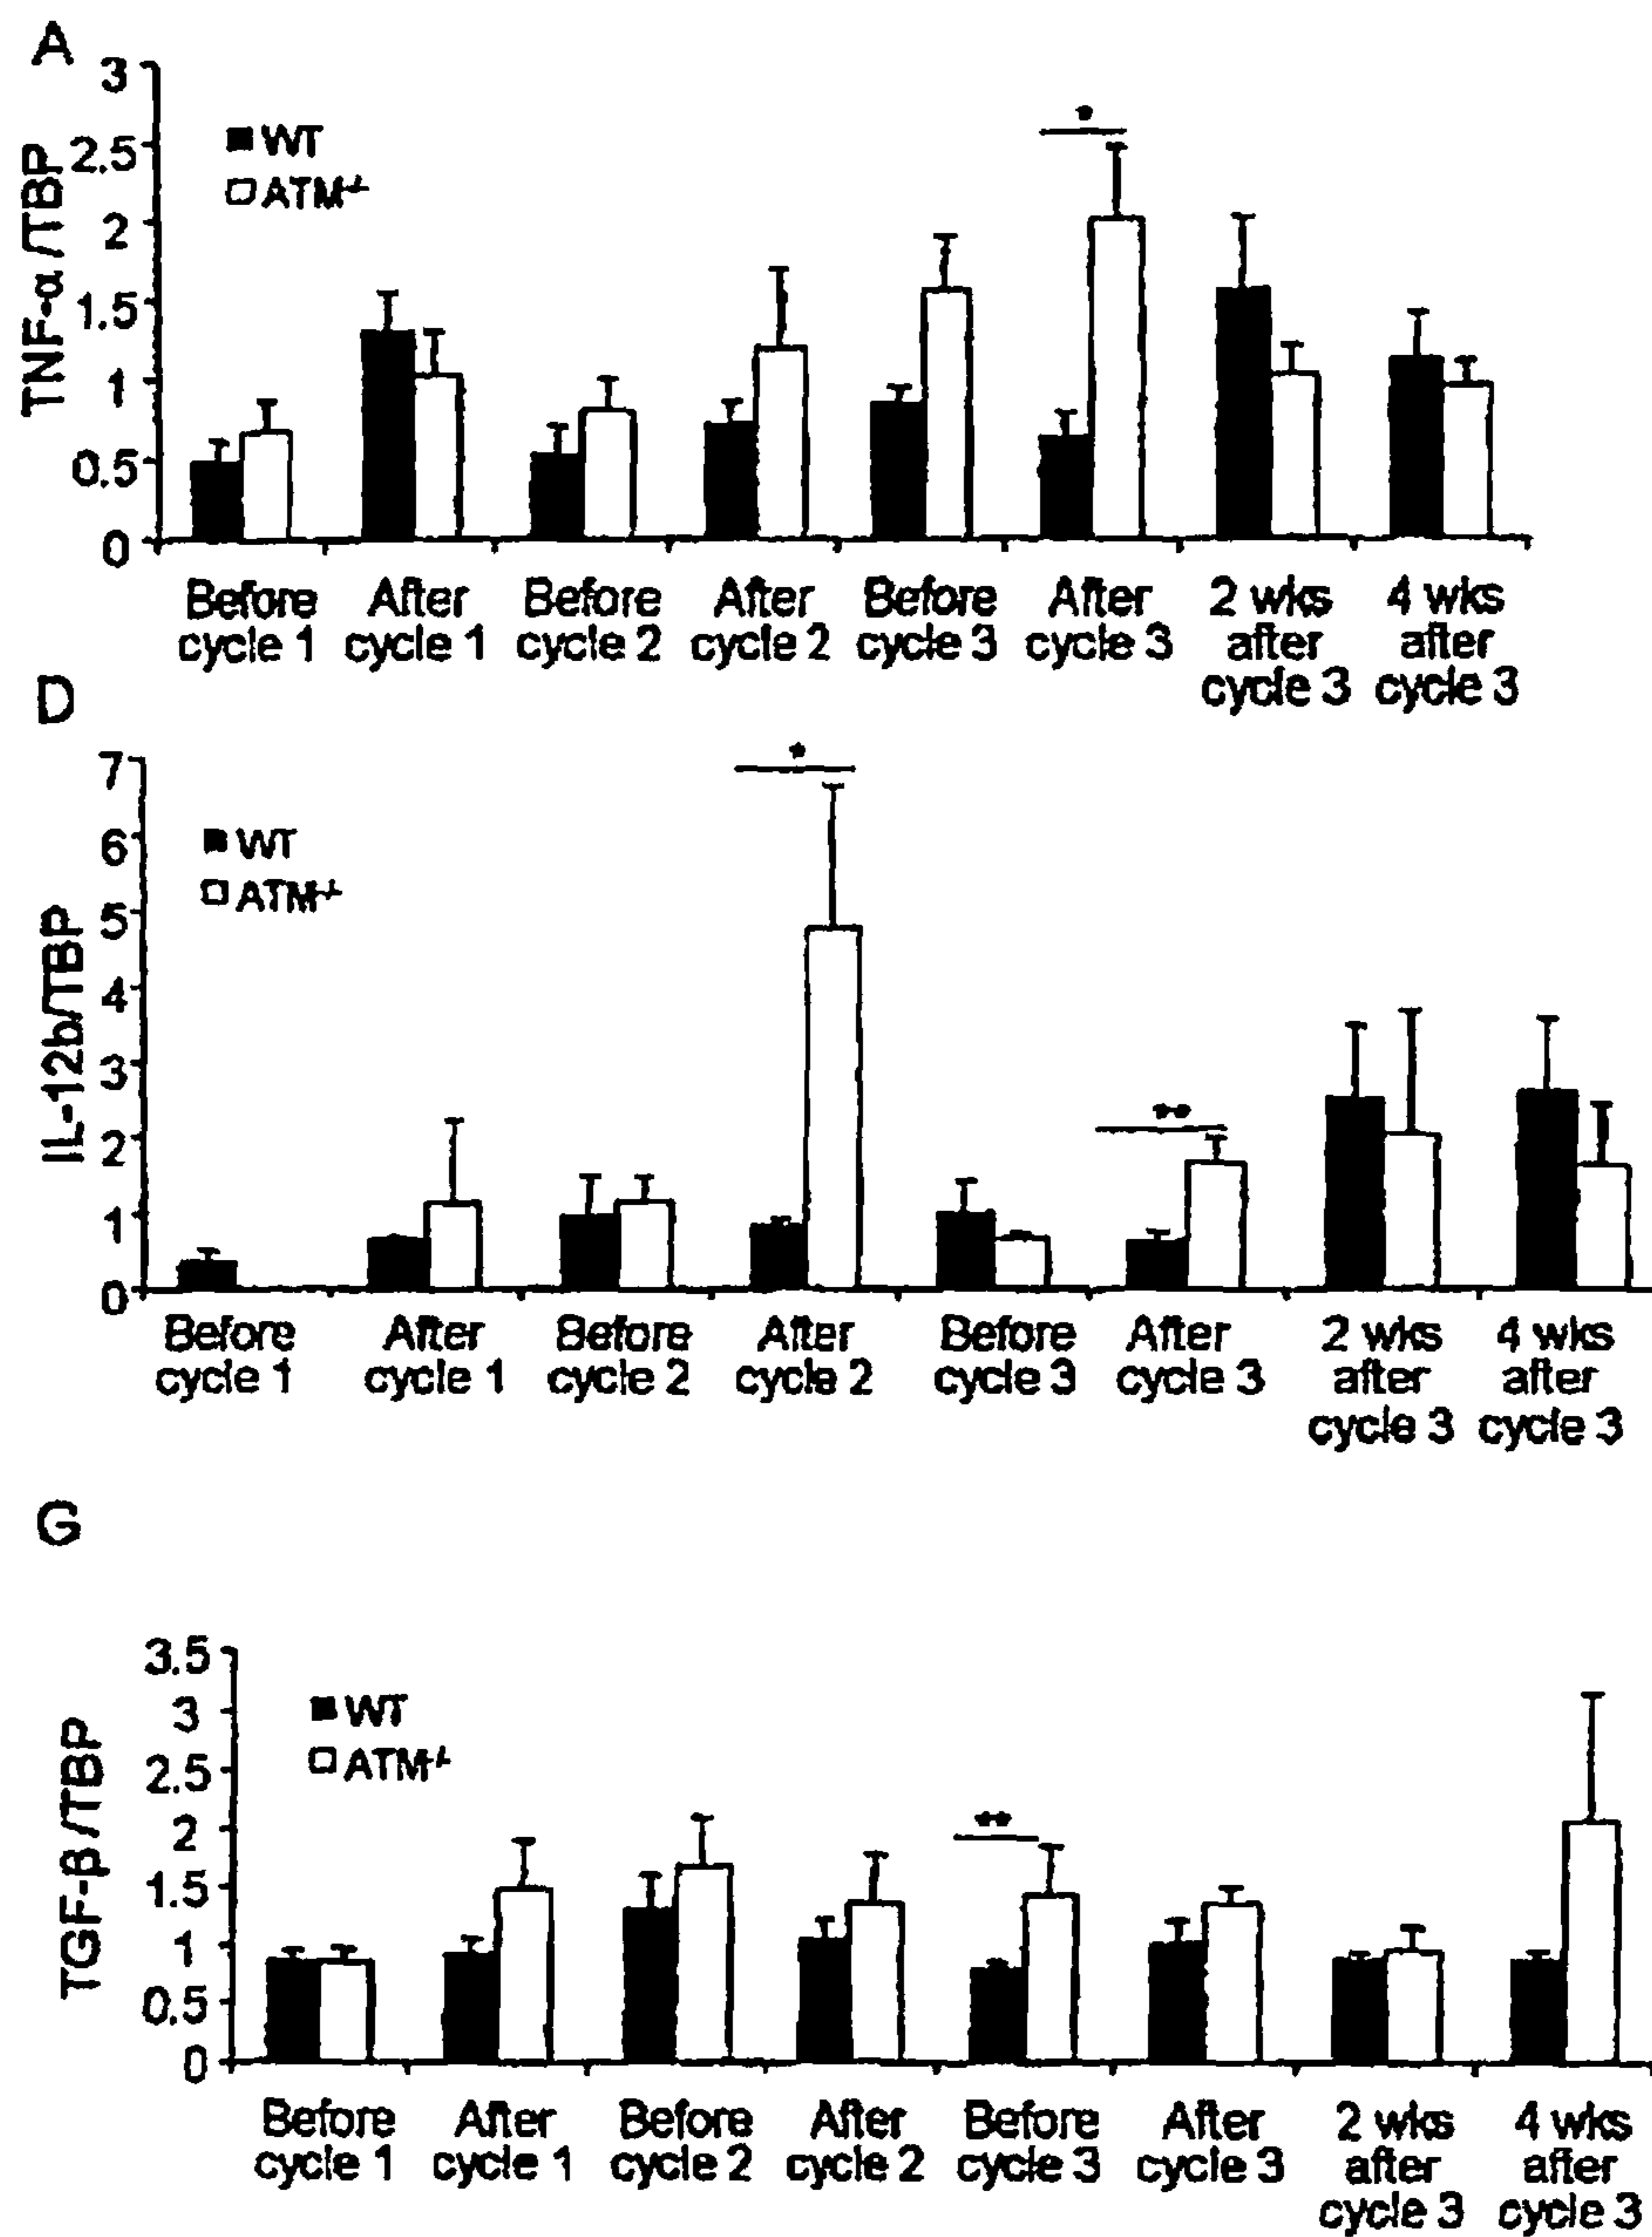 A
TNF-α/TBP
3
2.5
2
1.5
1
0.5
0
WT
ATM-/-
*
Before cycle 1
After cycle 1
Before cycle 2
After cycle 2
Before cycle 3
After cycle 3
2 wks after cycle 3
4 wks after cycle 3
D
IL-12b/TBP
7
6
5
4
3
2
1
0
WT
ATM-/-
*
**
Before cycle 1
After cycle 1
Before cycle 2
After cycle 2
Before cycle 3
After cycle 3
2 wks after cycle 3
4 wks after cycle 3
G
TGF-β/TBP
3.5
3
2.5
2
1.5
1
0.5
0
WT
ATM-/-
**
Before cycle 1
After cycle 1
Before cycle 2
After cycle 2
Before cycle 3
After cycle 3
2 wks after cycle 3
4 wks after cycle 3